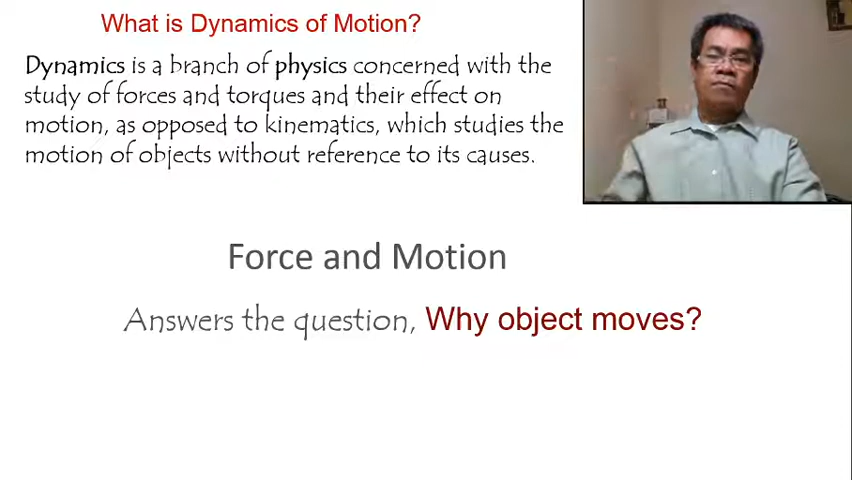 What is Dynamics of Motion?
Dynamics is a branch of physics concerned with the
study of forces and torques and their effect on
motion, as opposed to kinematics, which studies the
motion of objects without reference to its causes.
Force and Motion
Answers the question, Why object moves?